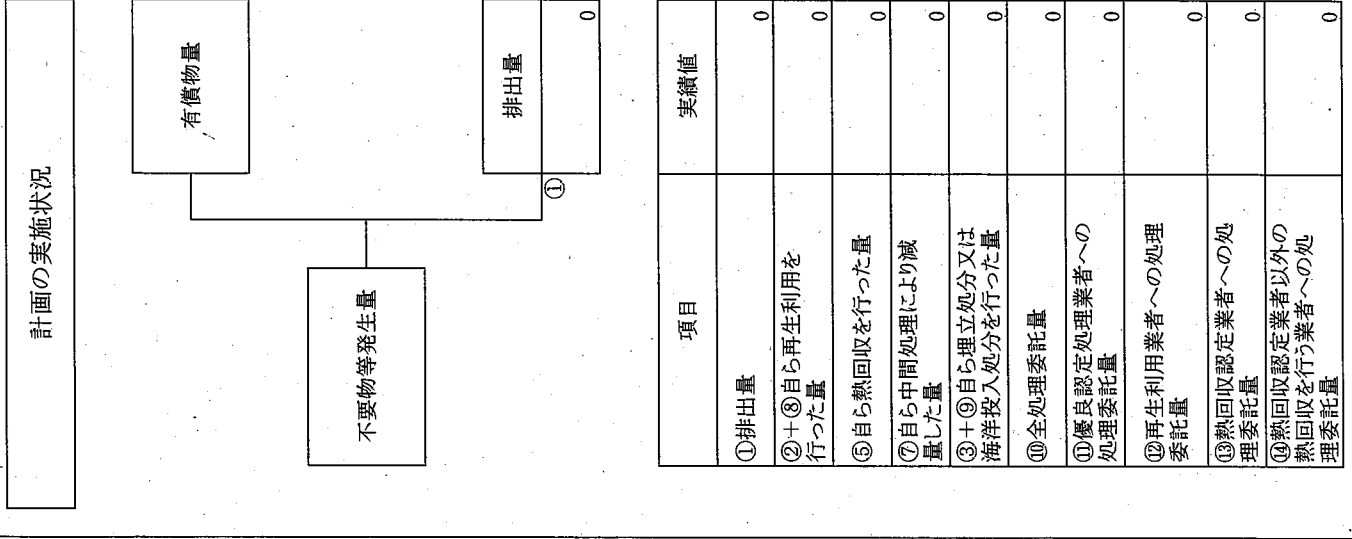 計画の実施状況
有償物量
不要物等発生量
排出量
①
0
項目
実績値
①排出量
0
②+⑧自ら再生利用を
行った量
0
⑤自ら熱回収を行った量
0
⑦自ら中間処理により減
量した量
0
③+⑨自ら埋立処分又は
海洋投入処分を行った量
0
⑩全処理委託量
0
⑪優良認定処理業者への
処理委託量
0
⑫再生利用業者への処理
委託量
0
⑬熱回収認定業者への処
理委託量
0
⑭熱回収認定業者以外の
熱回収を行う業者への処
理委託量
0